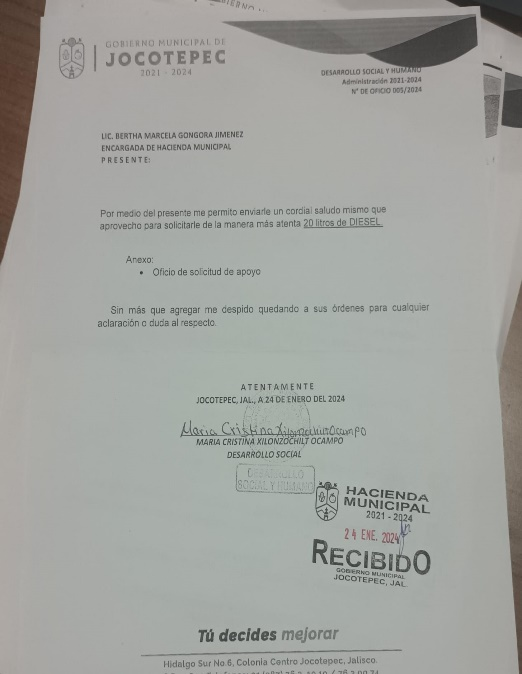 GOBIERNO MUNICIPAL DE
JOCOTEPEC
2021 - 2024
DESARROLLO SOCIAL Y HUMANO
Administración 2021-2024
N° DE OFICIO 005/2024
LIC. BERTHA MARCELA GONGORA JIMENEZ
ENCARGADA DE HACIENDA MUNICIPAL
PRESENTE:
Por medio del presente me permito enviarle un cordial saludo mismo que
aprovecho para solicitarle de la manera más atenta 20 litros de DIESEL.
Anexo:
• Oficio de solicitud de apoyo
Sin más que agregar me despido quedando a sus órdenes para cualquier
aclaración o duda al respecto.
ATENTAMENTE
JOCOTEPEC, JAL., A 24 DE ENERO DEL 2024
Maria Cristina Xilonzochilt Ocampo
MARIA CRISTINA XILONZOCHILT OCAMPO
DESARROLLO SOCIAL
DESARROLLO
SOCIAL Y HUMANO
HACIENDA
MUNICIPAL
2021 - 2024
24 ENE. 2024
RECIBIDO
GOBIERNO MUNICIPAL
JOCOTEPEC, JAL.
Tú decides mejorar
Hidalgo Sur No.6, Colonia Centro Jocotepec, Jalisco.